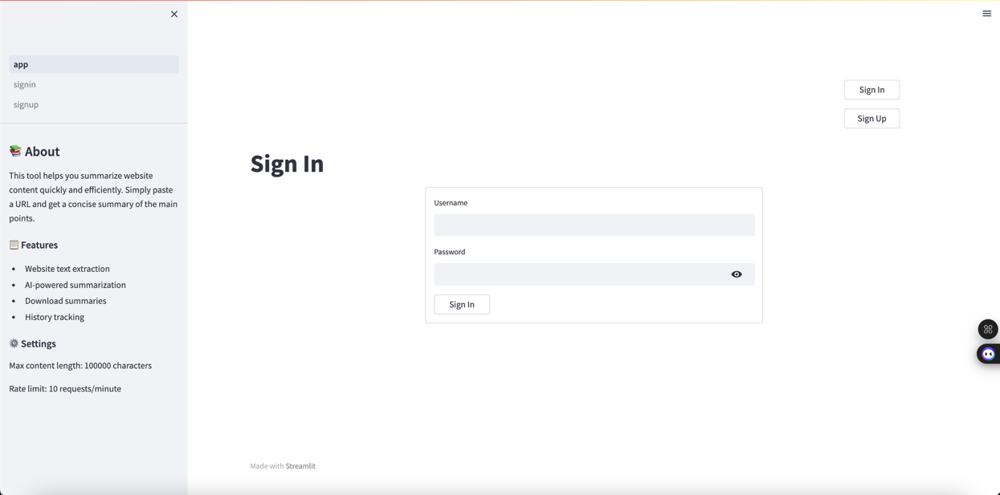 app
signin
signup
📚 About
This tool helps you summarize website
content quickly and efficiently. Simply paste
a URL and get a concise summary of the main
points.
📋 Features
• Website text extraction
• AI-powered summarization
• Download summaries
• History tracking
⚙️ Settings
Max content length: 100000 characters
Rate limit: 10 requests/minute
Sign In
Sign Up
Sign In
Username
Password
Sign In
Made with Streamlit